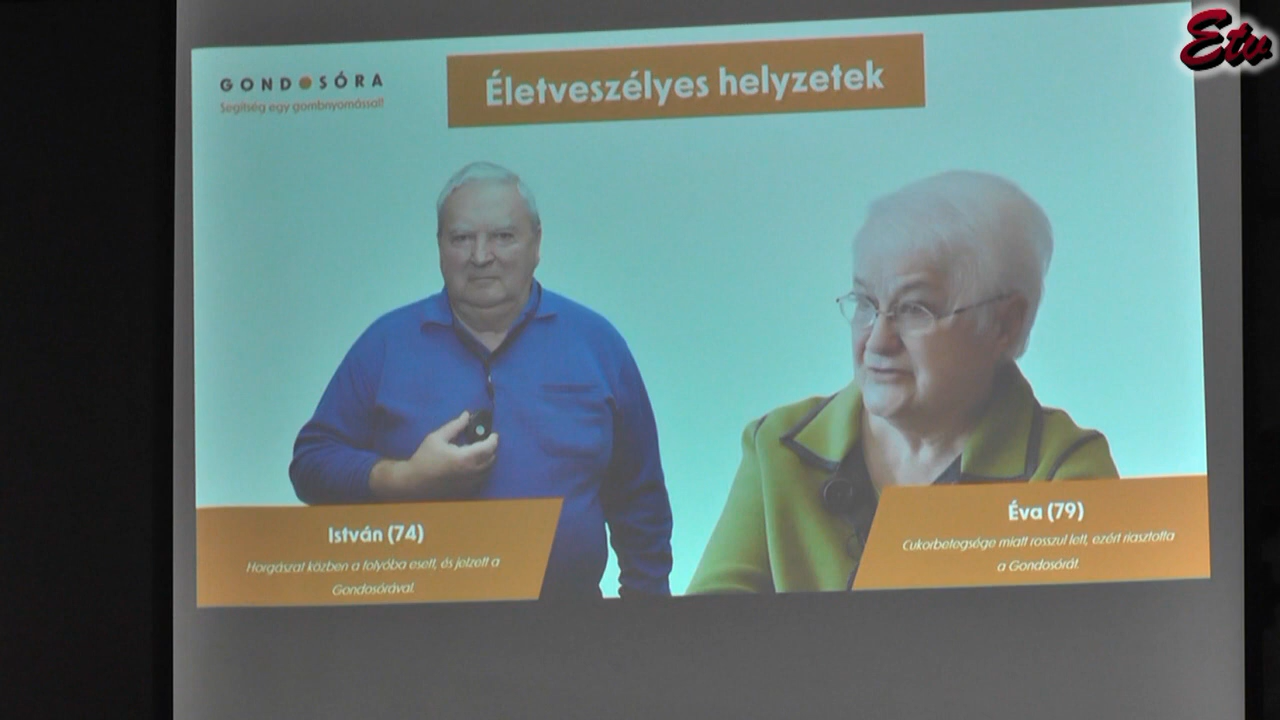 GONDOSÓRA
Segítség egy gombnyomással!
Életveszélyes helyzetek
Etv
István (74)
Horgászat közben a folyóba esett, és jelzett a
Gondosórával.
Éva (79)
Cukorbetegsége miatt rosszul lett, ezért riasztotta
a Gondosórát.